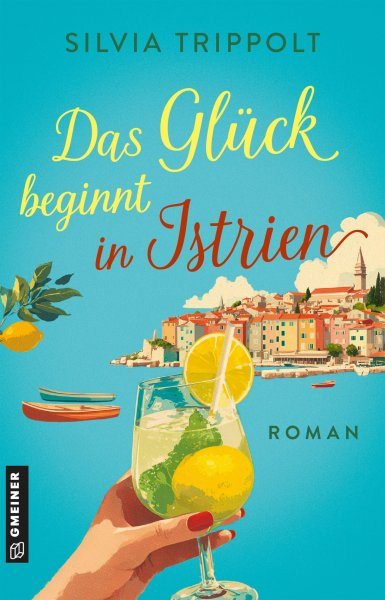 SILVIA TRIPPOLT
Das Glück
beginnt
in Istrien
ROMAN
GMEINER